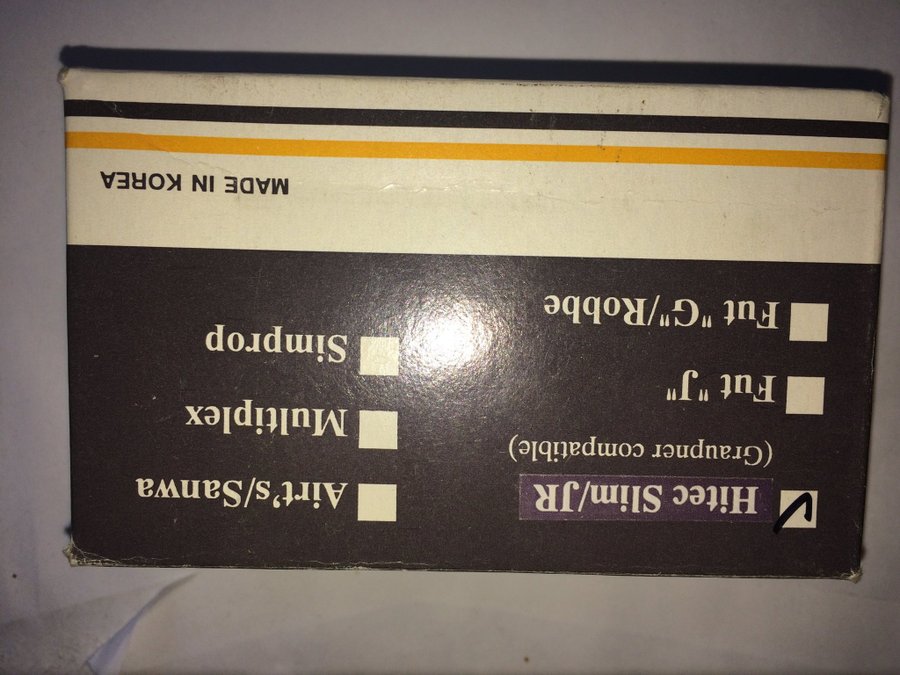 Hitec Slim/JR
(Graupner compatible)
Fut "J"
Fut "G"/Robbe
Airt's/Sanwa
Multiplex
Simprop
MADE IN KOREA